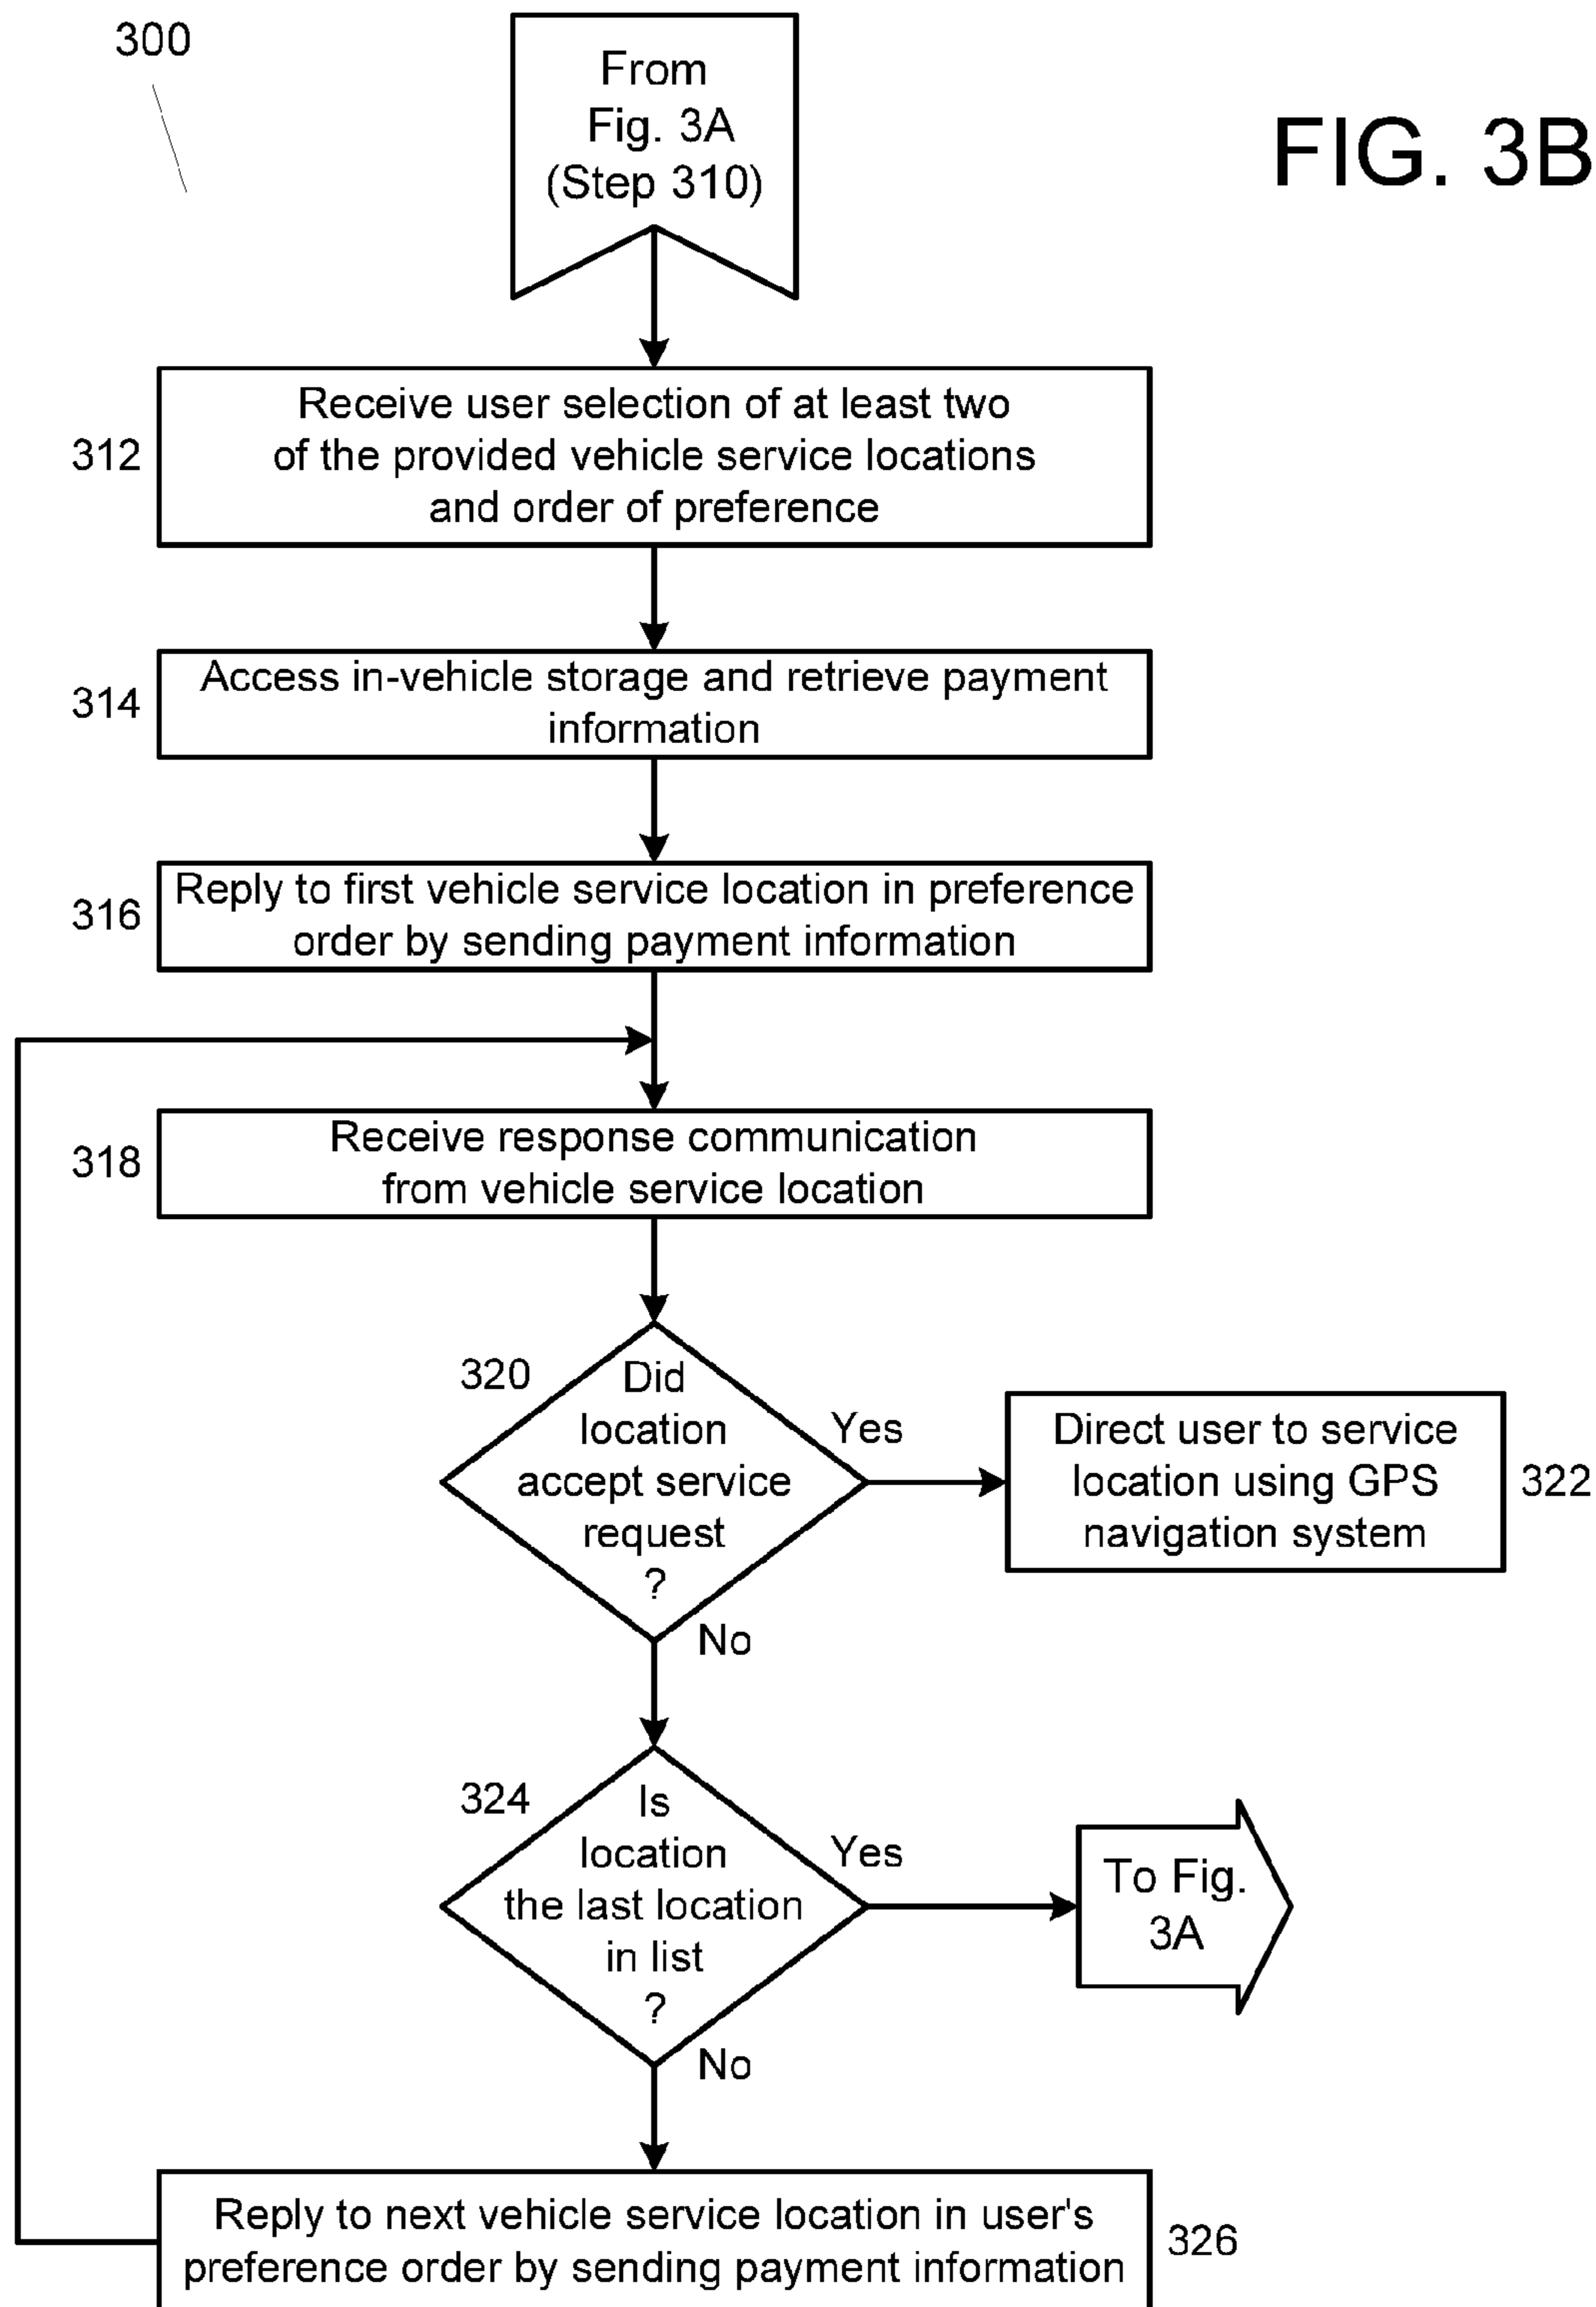 300
From
Fig. 3A
(Step 310)
FIG. 3B
312
Receive user selection of at least two
of the provided vehicle service locations
and order of preference
314
Access in-vehicle storage and retrieve payment
information
316
Reply to first vehicle service location in preference
order by sending payment information
318
Receive response communication
from vehicle service location
320
Did
location
accept service
request
?
Yes
No
Direct user to service
location using GPS
navigation system
322
324
Is
location
the last location
in list
?
Yes
No
To Fig.
3A
Reply to next vehicle service location in user's
preference order by sending payment information
326